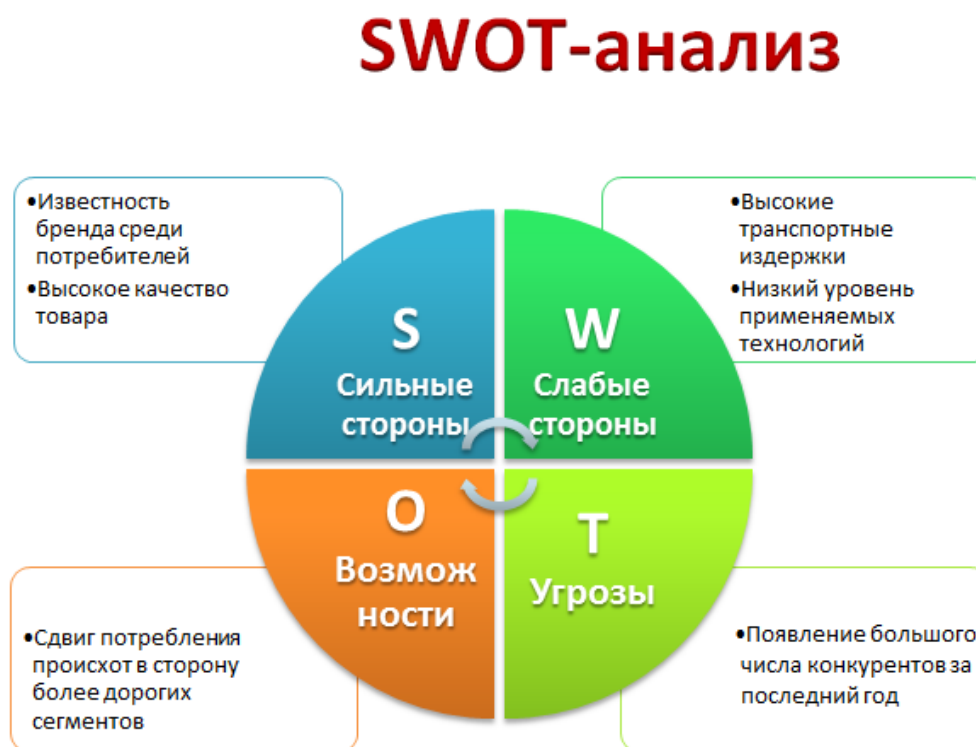 SWOT-анализ
•Известность
бренда среди
потребителей
•Высокое качество
товара
•Высокие
транспортные
издержки
•Низкий уровень
применяемых
технологий
S
Сильные
стороны
W
Слабые
стороны
O
Возмож
ности
T
Угрозы
•Сдвиг потребления
происхот в сторону
более дорогих
сегментов
•Появление большого
числа конкурентов за
последний год